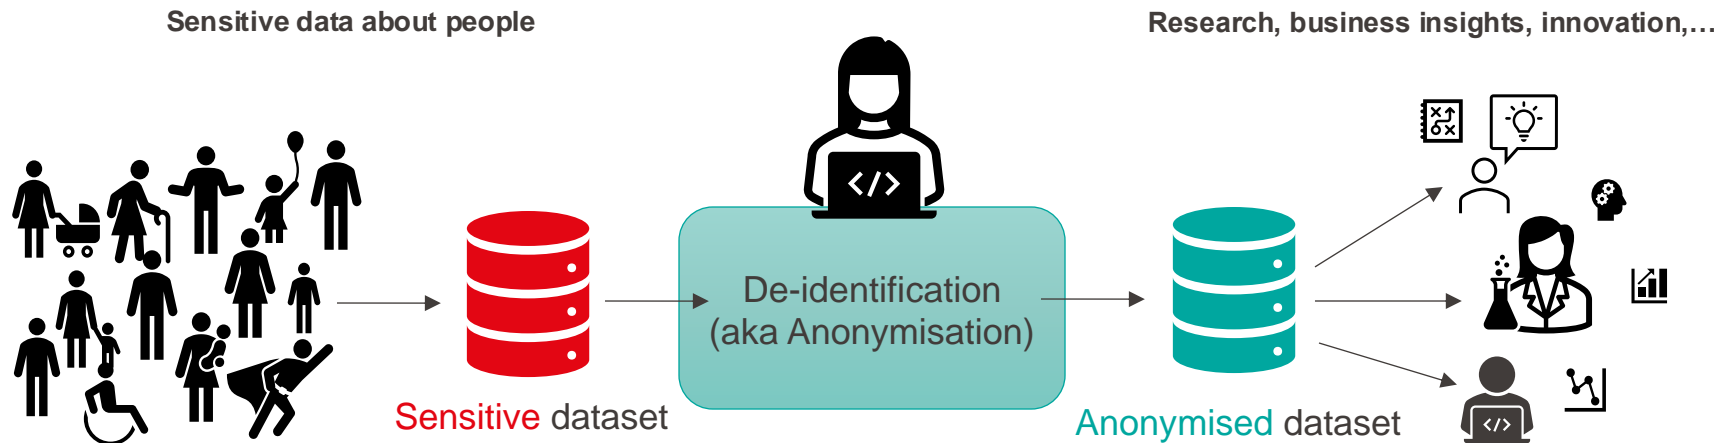 Sensitive data about people
Research, business insights, innovation,…
</>
De-identification
(aka Anonymisation)
Sensitive dataset
Anonymised dataset
</>